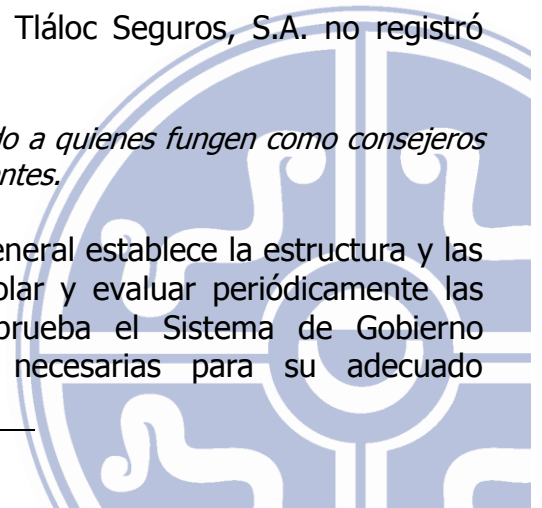 Tláloc Seguros, S.A. no registró
do a quienes fungen como consejeros
ntes.
eneral establece la estructura y las
olar y evaluar periódicamente las
prueba el Sistema de Gobierno
necesarias para su adecuado